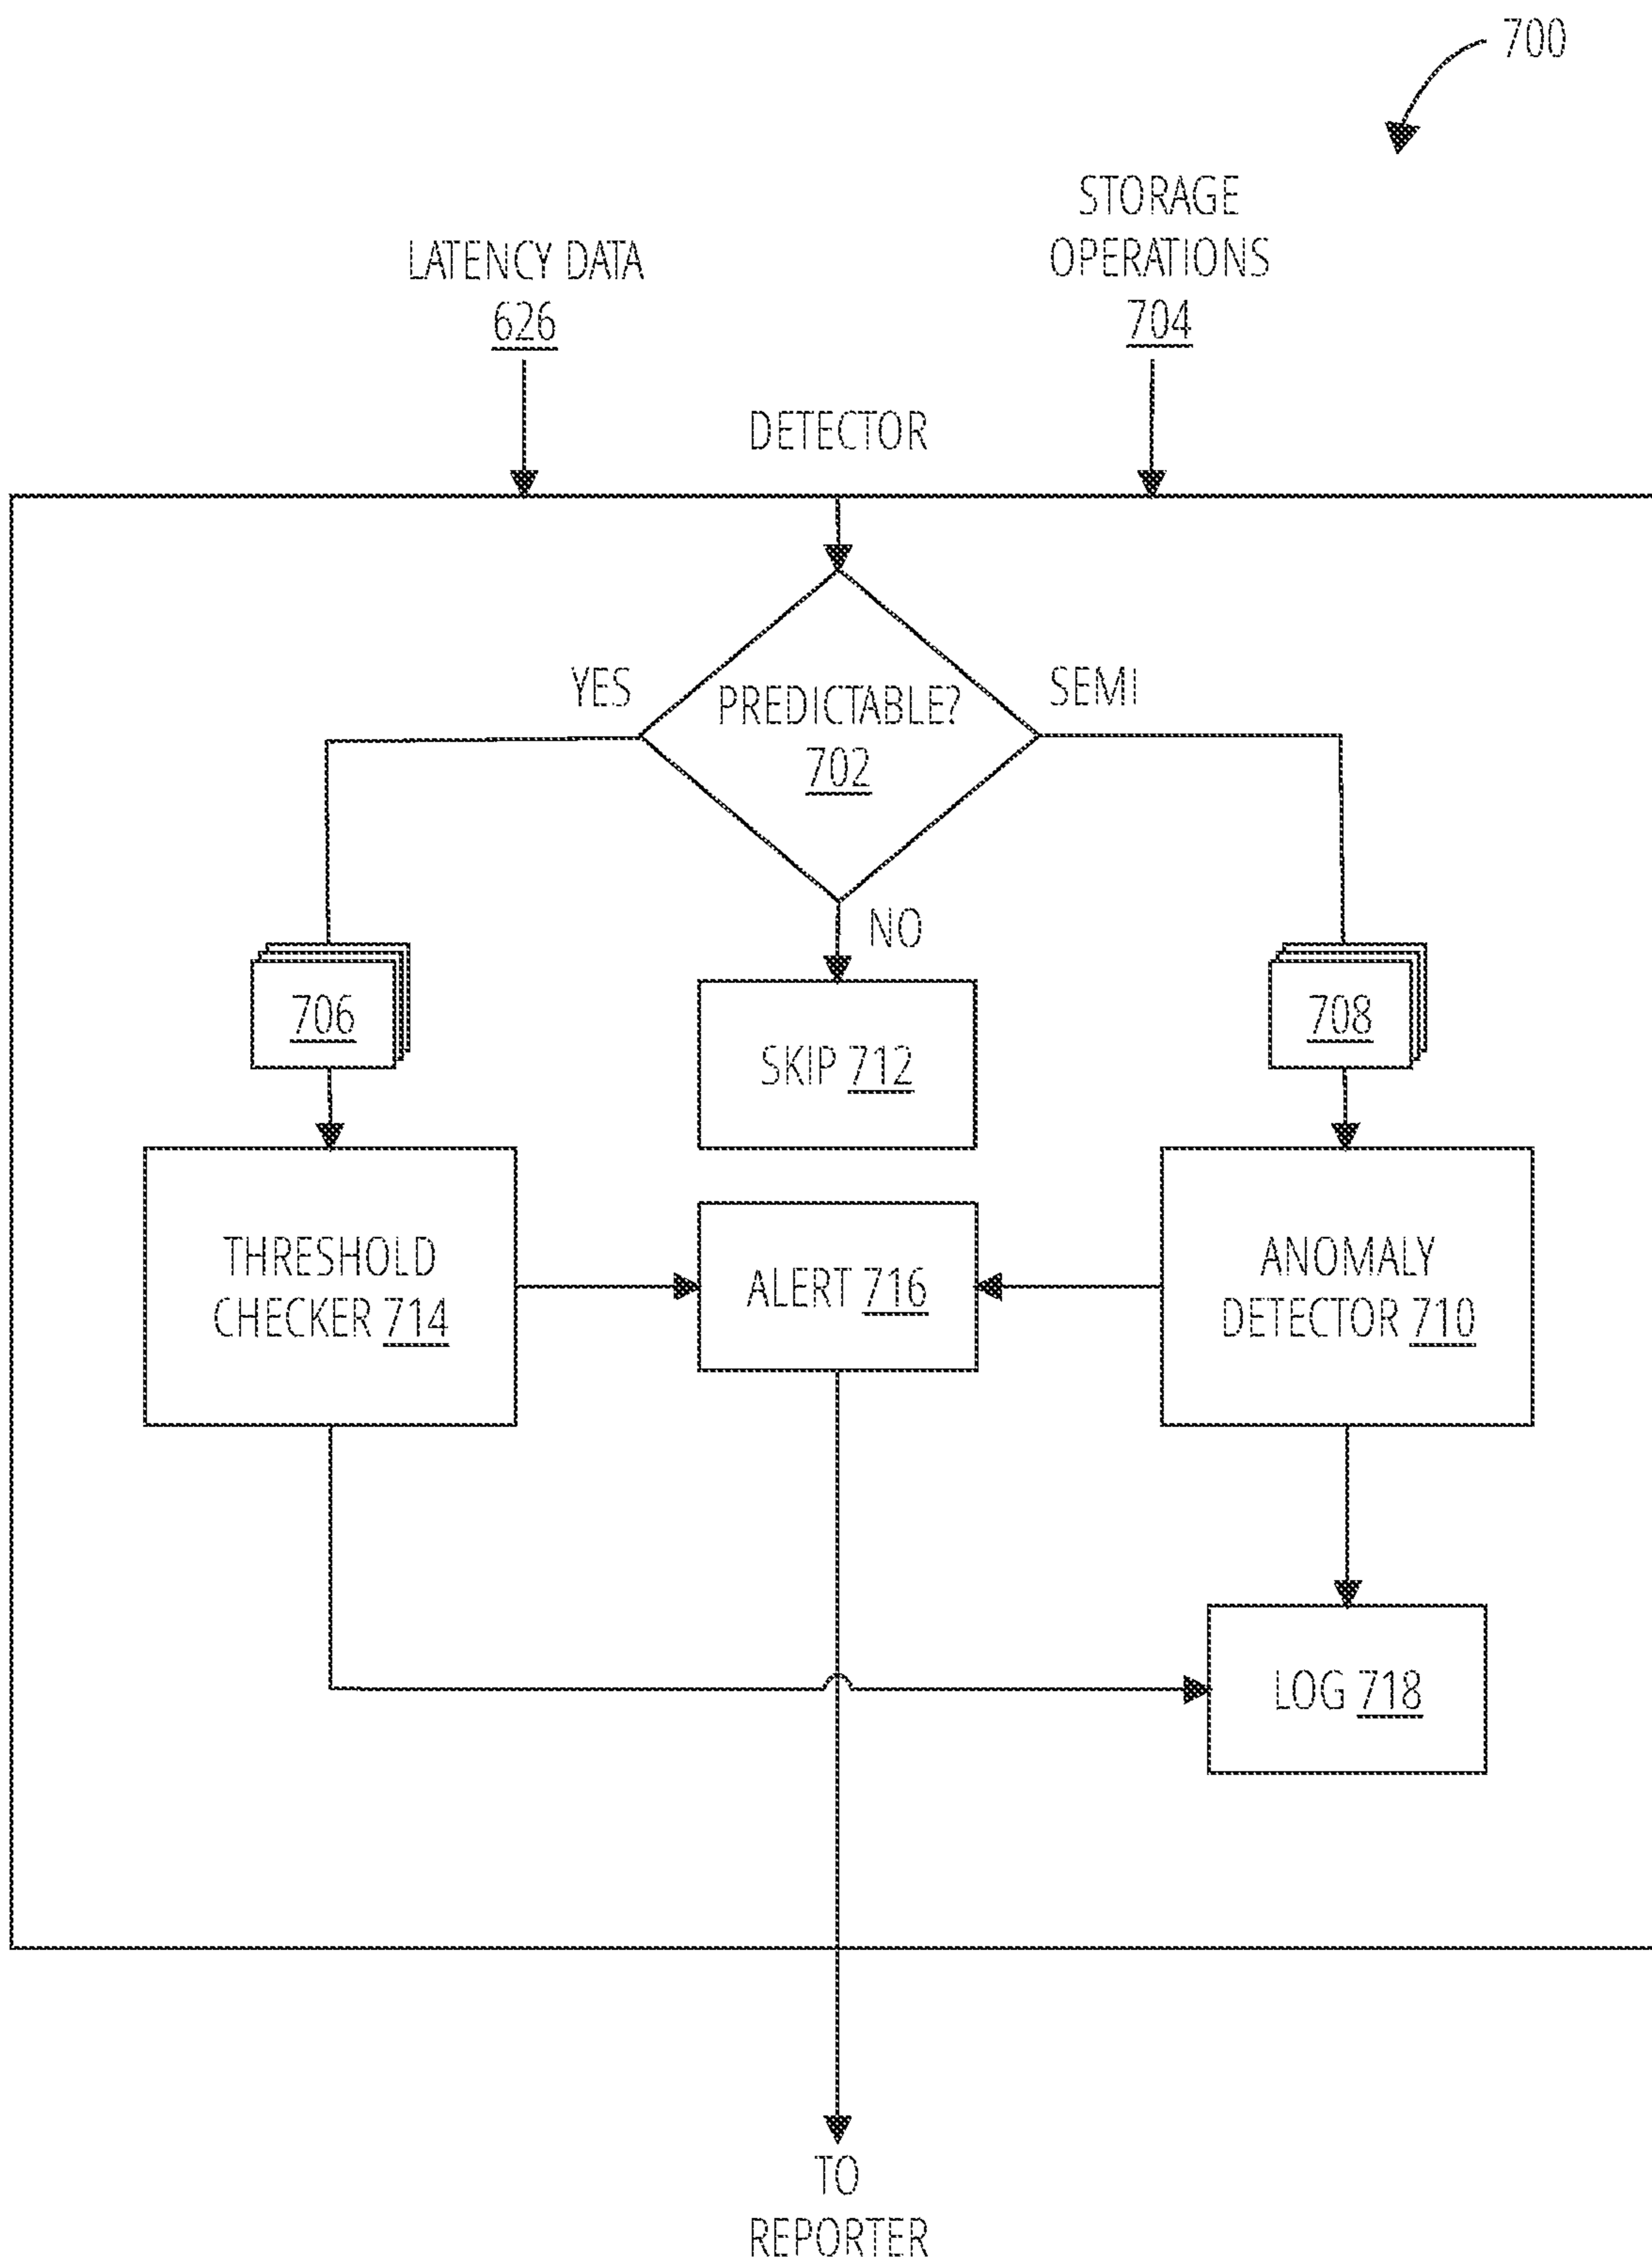 700
STORAGE
OPERATIONS
704
LATENCY DATA
626
DETECTOR
YES
SEMI
PREDICTABLE?
702
NO
706
708
SKIP 712
THRESHOLD
CHECKER 714
ALERT 716
ANOMALY
DETECTOR 710
LOG 718
TO
REPORTER